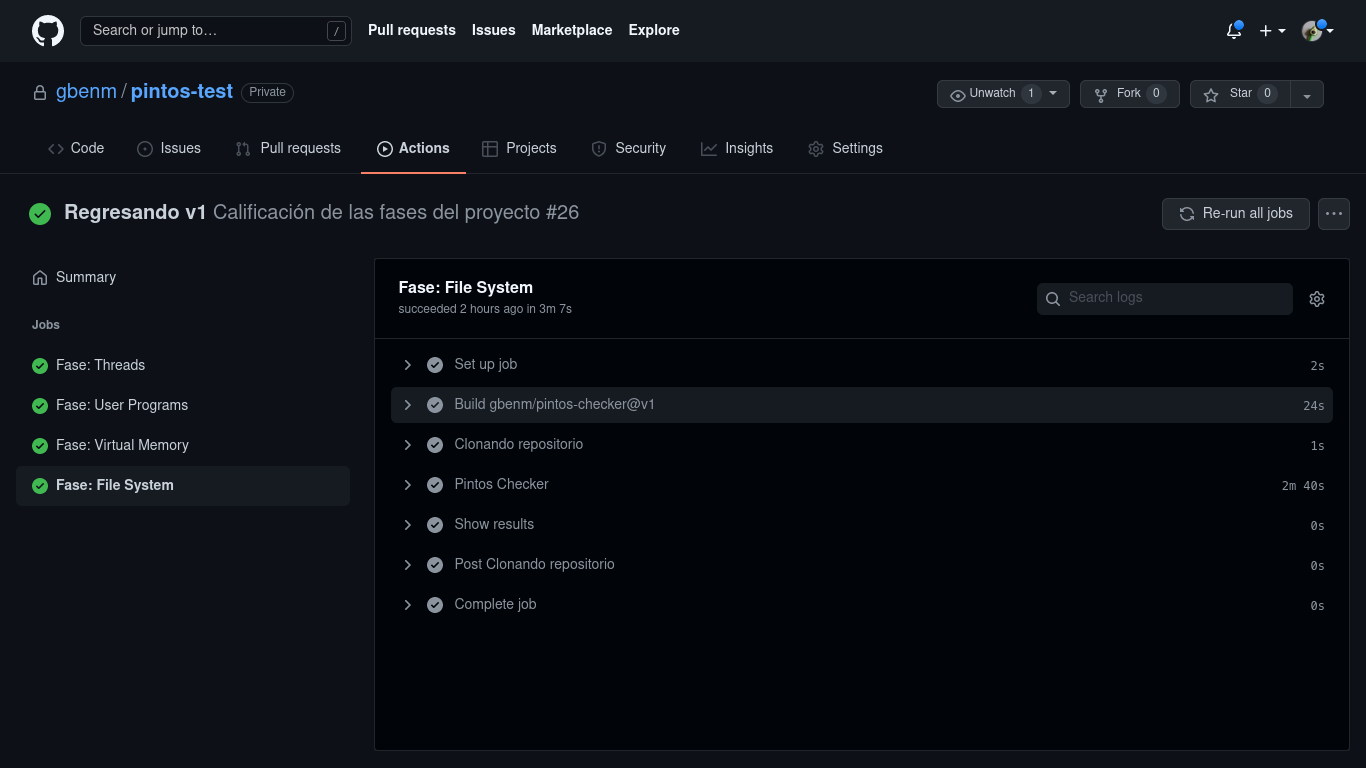 Search or jump to… /
Pull requests Issues Marketplace Explore
gbenm / pintos-test Private
Unwatch 1 Fork 0 Star 0
Code Issues Pull requests Actions Projects Security Insights Settings
Regresando v1 Calificación de las fases del proyecto #26
Re-run all jobs
Summary
Jobs
Fase: Threads
Fase: User Programs
Fase: Virtual Memory
Fase: File System
Fase: File System
succeeded 2 hours ago in 3m 7s
Search logs
Set up job 2s
Build gbenm/pintos-checker@v1 24s
Clonando repositorio 1s
Pintos Checker 2m 40s
Show results 0s
Post Clonando repositorio 0s
Complete job 0s